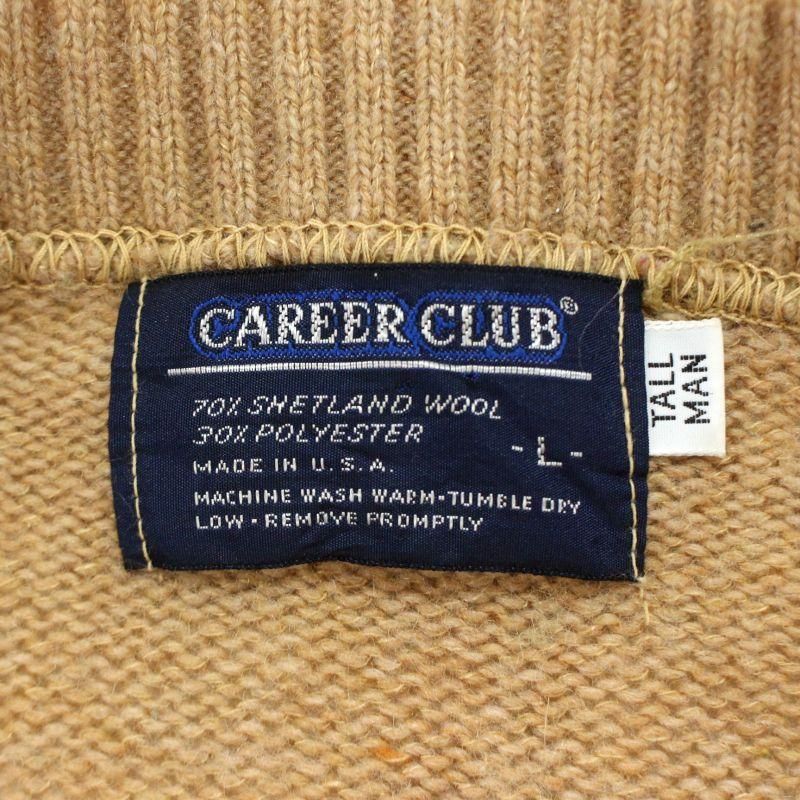 CAREER CLUB®
70% SHETLAND WOOL
30% POLYESTER
-L-
MADE IN U.S.A.
MACHINE WASH WARM-TUMBLE DRY
LOW-REMOVE PROMPTLY
TALL
MAN